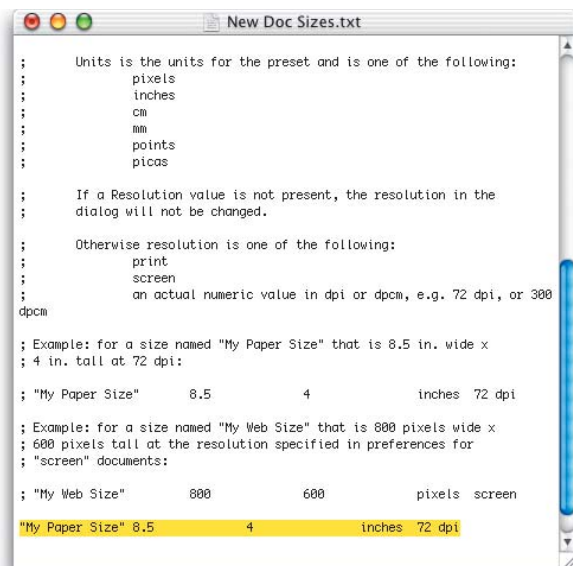 New Doc Sizes.txt
; Units is the units for the preset and is one of the following:
; pixels
; inches
; cm
; mm
; points
; picas
; If a Resolution value is not present, the resolution in the
; dialog will not be changed.
; Otherwise resolution is one of the following:
; print
; screen
; an actual numeric value in dpi or dpcm, e.g. 72 dpi, or 300
dpcm
; Example: for a size named "My Paper Size" that is 8.5 in. wide x
; 4 in. tall at 72 dpi:
; "My Paper Size" 8.5 4 inches 72 dpi
; Example: for a size named "My Web Size" that is 800 pixels wide x
; 600 pixels tall at the resolution specified in preferences for
; "screen" documents:
; "My Web Size" 800 600 pixels screen
"My Paper Size" 8.5 4 inches 72 dpi